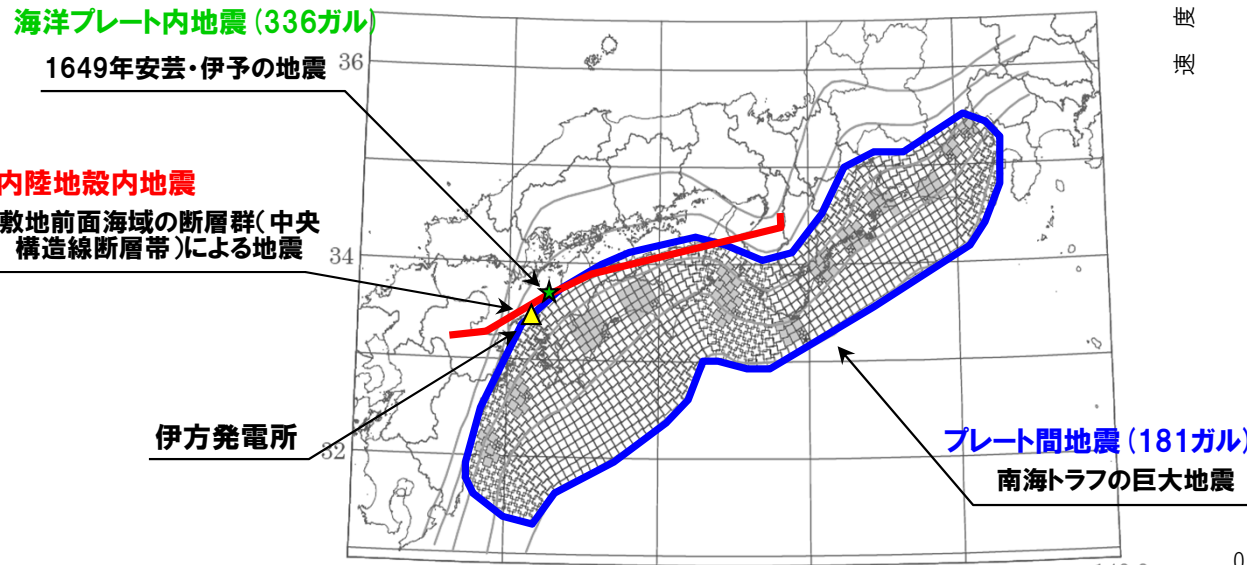 海洋プレート内地震(336ガル)
1649年安芸・伊予の地震
36
速 度
内陸地殻内地震
敷地前面海域の断層群(中央
構造線断層帯)による地震
34
伊方発電所
32
プレート間地震(181ガル)
南海トラフの巨大地震
0